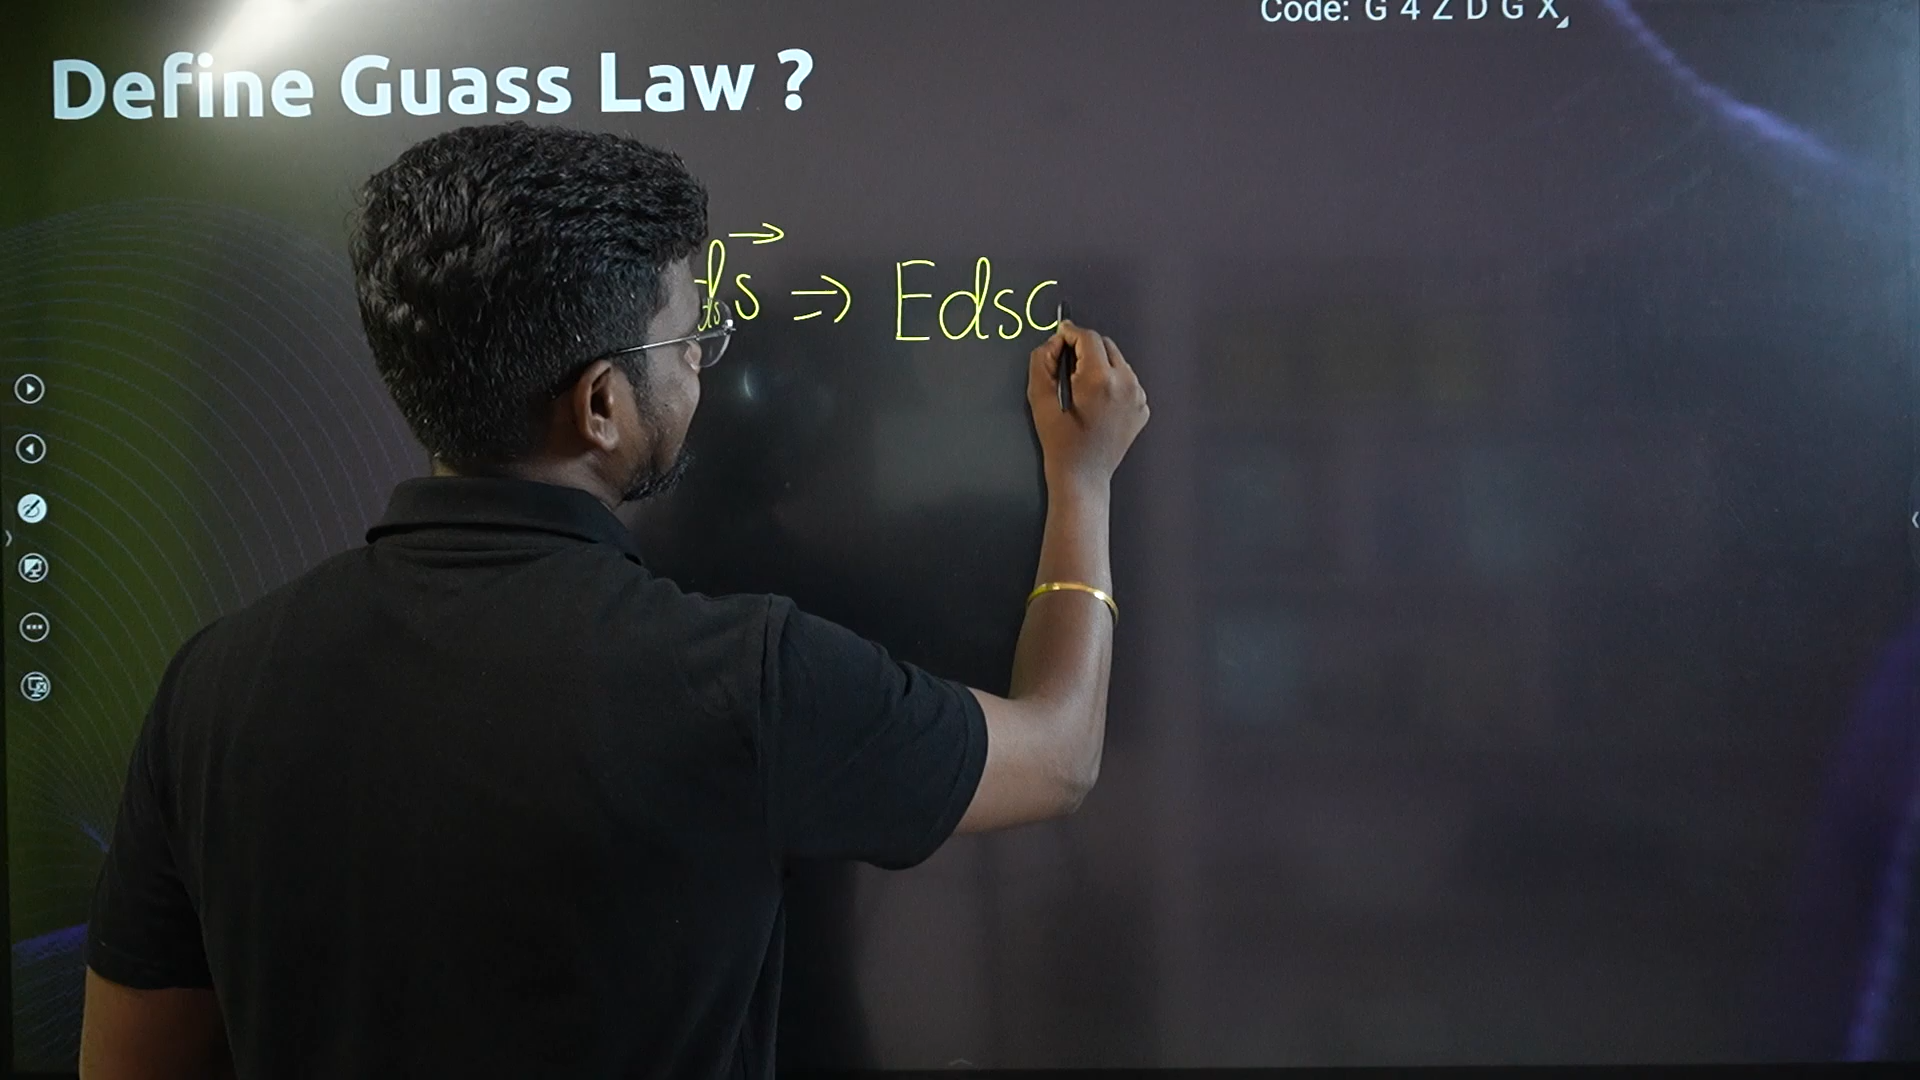 Code: G 4 Z D G X
Define Guass Law ?
ds → ⇒ Edsc